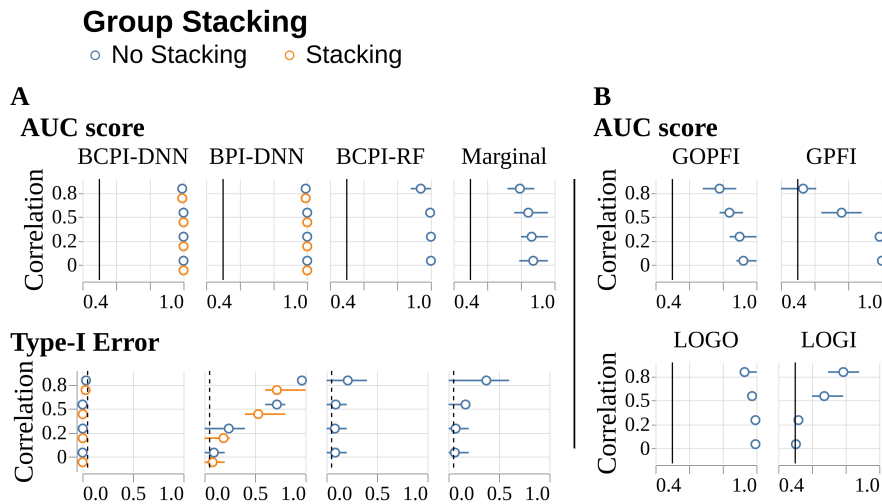 Group Stacking
No Stacking Stacking
A
AUC score
BCPI-DNN BPI-DNN BCPI-RF Marginal
Correlation
0.8
0.5
0.2
0
0.4 1.0 0.4 1.0 0.4 1.0 0.4 1.0
Type-I Error
Correlation
0.8
0.5
0.2
0
0.0 0.5 1.0 0.0 0.5 1.0 0.0 0.5 1.0 0.0 0.5 1.0
B
AUC score
GOPFI GPFI
Correlation
0.8
0.5
0.2
0
0.4 1.0 0.4 1.0
LOGO LOGI
Correlation
0.8
0.5
0.2
0
0.4 1.0 0.4 1.0